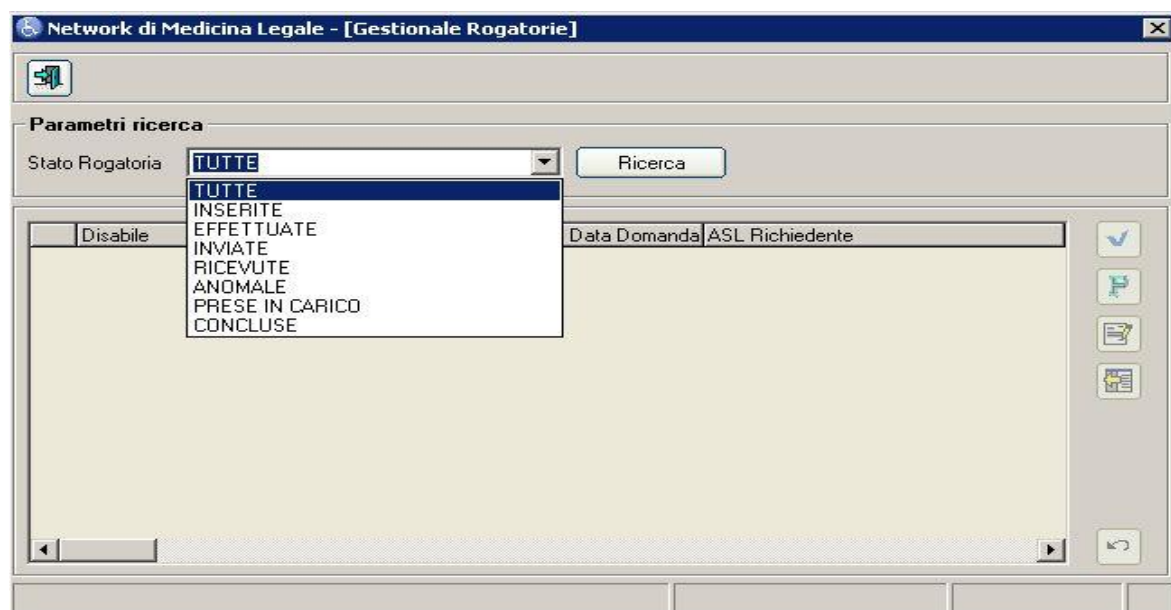 Network di Medicina Legale - [Gestionale Rogatorie]
Parametri ricerca
Stato Rogatoria TUTTE Ricerca
TUTTE
INSERITE
EFFETTUATE
INVIATE
RICEVUTE
ANOMALE
PRESE IN CARICO
CONCLUSE
Disabile Data Domanda ASL Richiedente